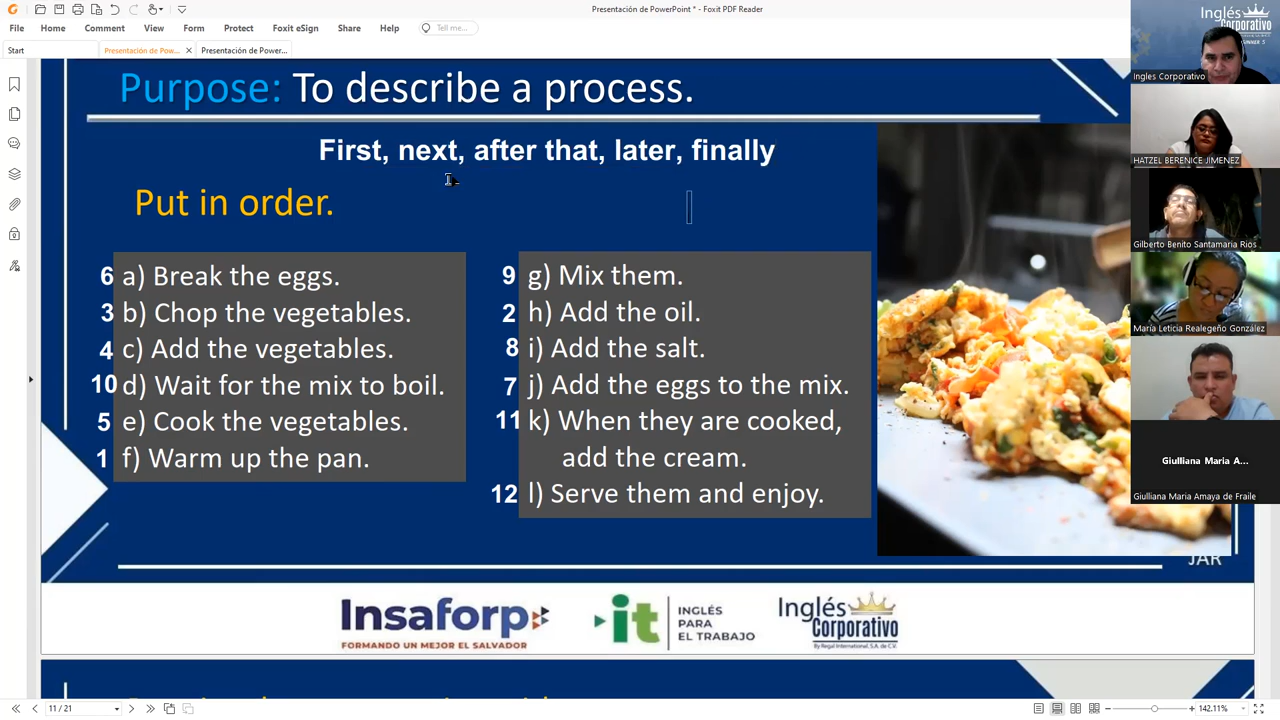 Presentación de PowerPoint * - Foxit PDF Reader
File Home Comment View Form Protect Foxit eSign Share Help Tell me...
Start Presentación de Pow... Presentación de Power...
Purpose: To describe a process.
First, next, after that, later, finally
Put in order.
6 a) Break the eggs.
3 b) Chop the vegetables.
4 c) Add the vegetables.
10 d) Wait for the mix to boil.
5 e) Cook the vegetables.
1 f) Warm up the pan.
9 g) Mix them.
2 h) Add the oil.
8 i) Add the salt.
7 j) Add the eggs to the mix.
11 k) When they are cooked,
add the cream.
12 l) Serve them and enjoy.
JAR
Insaforp
FORMANDO UN MEJOR EL SALVADOR
it
INGLÉS
PARA
EL TRABAJO
Inglés
Corporativo
By Regal International, S.A. de C.V.
Inglés
Corporativo
Ingles Corporativo
HATZEL BERENICE JIMENEZ
Gilberto Benito Santamaria Rios
María Leticia Realegeño González
Giulliana Maria A...
Giulliana Maria Amaya de Fraile
11 / 21
142.11%